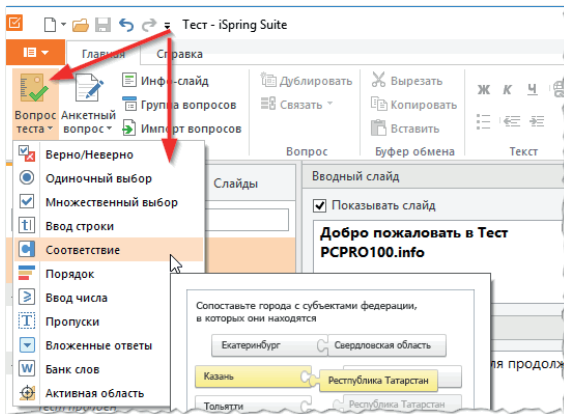 Тест - iSpring Suite
Главная
Справка
Вопрос теста
Анкетный вопрос
Инфо-слайд
Группа вопросов
Импорт вопросов
Дублировать
Связать
Вопрос
Вырезать
Копировать
Вставить
Буфер обмена
Ж К Ч
Текст
Верно/Неверно
Одиночный выбор
Множественный выбор
Ввод строки
Соответствие
Порядок
Ввод числа
Пропуски
Вложенные ответы
Банк слов
Активная область
Слайды
Вводный слайд
Показывать слайд
Добро пожаловать в Тест
PCPRO100.info
Сопоставьте города с субъектами федерации,
в которых они находятся
Екатеринбург
Свердловская область
Казань
Рестпублика Татарстан
Тольятти
Республика Татарстан
ля продолж